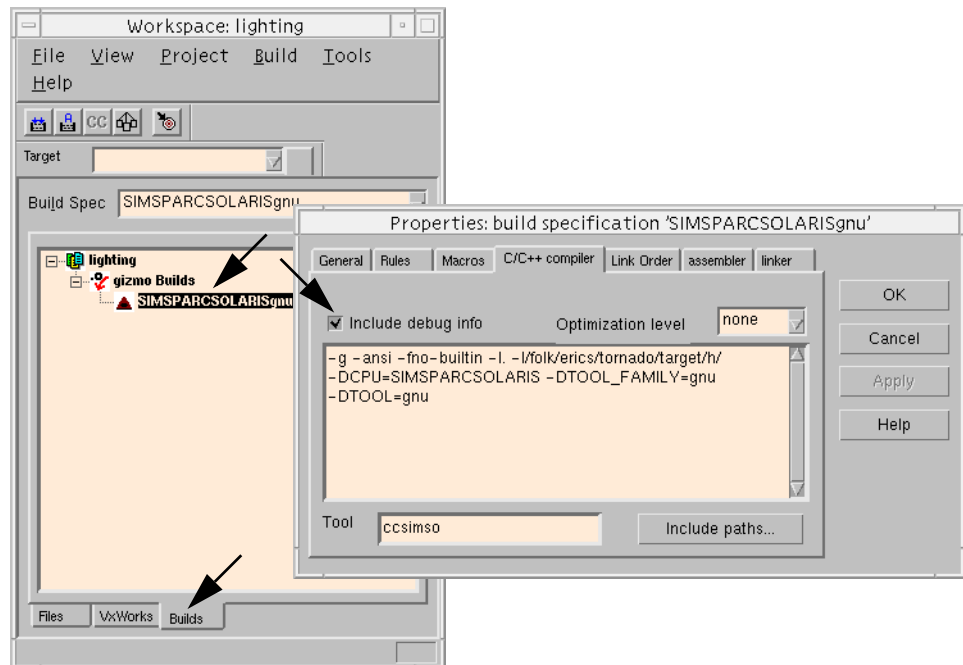 Workspace: lighting
File View Project Build Tools
Help
CC
Target
Build Spec SIMSPARCSOLARISgnu
lighting
gizmo Builds
SIMSPARCSOLARISgnu
Files VxWorks Builds
Properties: build specification 'SIMSPARCSOLARISgnu'
General Rules Macros C/C++ compiler Link Order assembler linker
Include debug info Optimization level none
-g -ansi -fno-builtin -I. -I/folk/erics/tornado/target/h/
-DCPU=SIMSPARCSOLARIS -DTOOL_FAMILY=gnu
-DTOOL=gnu
Tool ccsimso Include paths...
OK
Cancel
Apply
Help